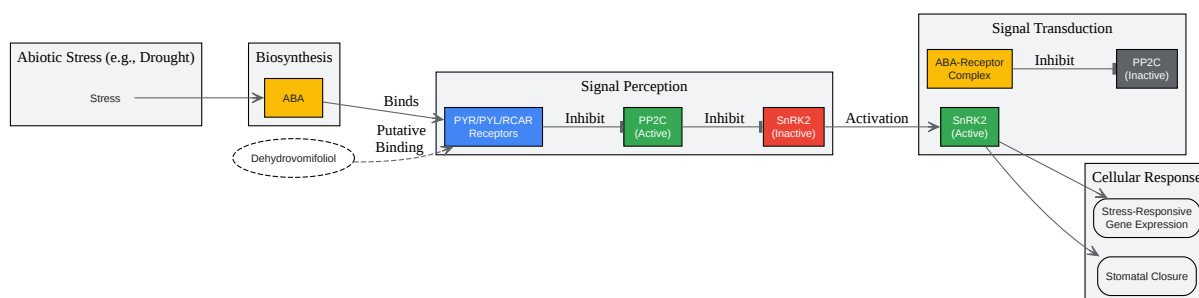 Abiotic Stress (e.g., Drought)
Stress
Biosynthesis
ABA
Dehydrovomifoliol
Binds
Putative
Binding
Signal Perception
PYR/PYL/RCAR
Receptors
Inhibit
PP2C
(Active)
Inhibit
SnRK2
(Inactive)
Activation
Signal Transduction
ABA-Receptor
Complex
Inhibit
PP2C
(Inactive)
SnRK2
(Active)
Cellular Response
Stress-Responsive
Gene Expression
Stomatal Closure